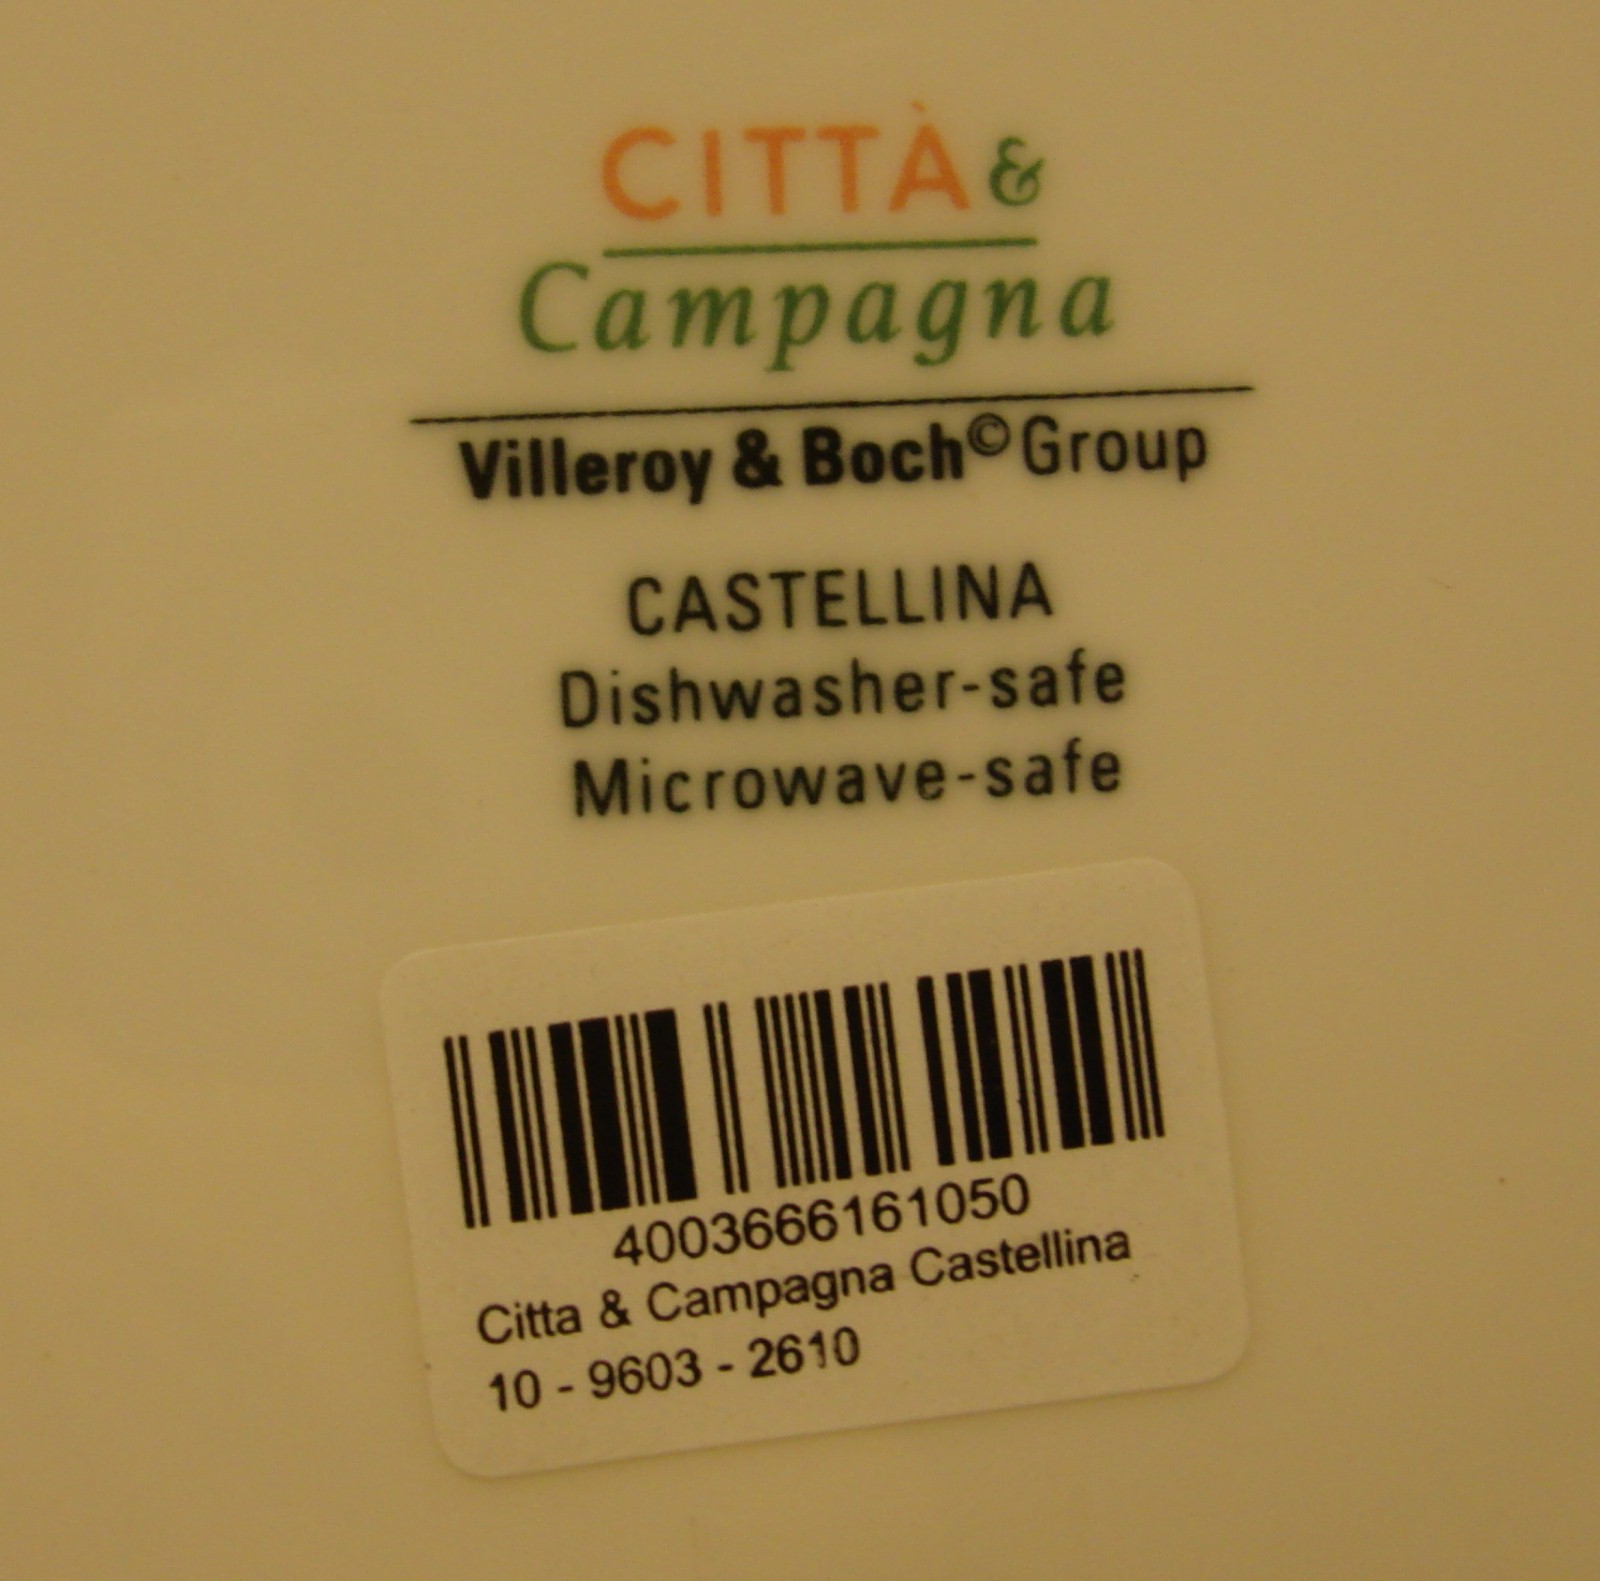 CITTÀ &
Campagna
Villeroy & Boch© Group
CASTELLINA
Dishwasher-safe
Microwave-safe
4003666161050
Citta & Campagna Castellina
10 - 9603 - 2610